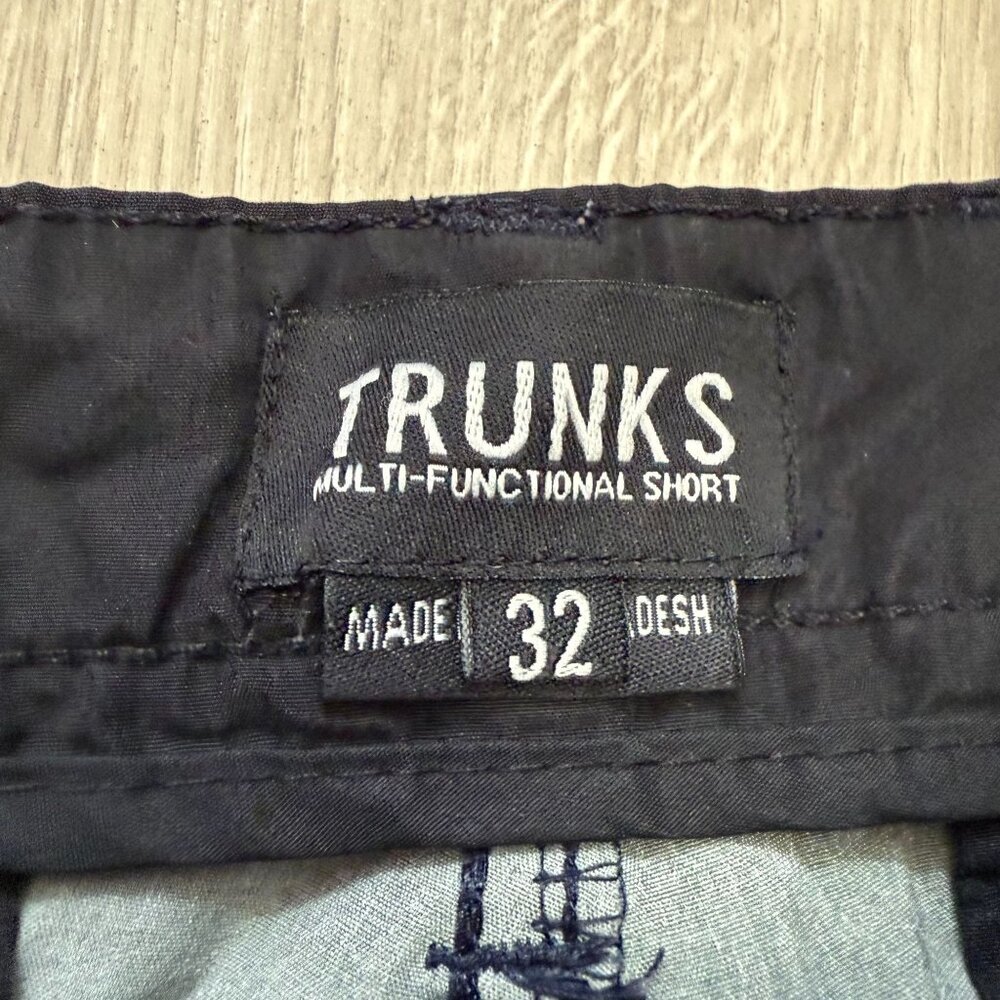 TRUNKS
MULTI-FUNCTIONAL SHORT
MADE 32 DESH